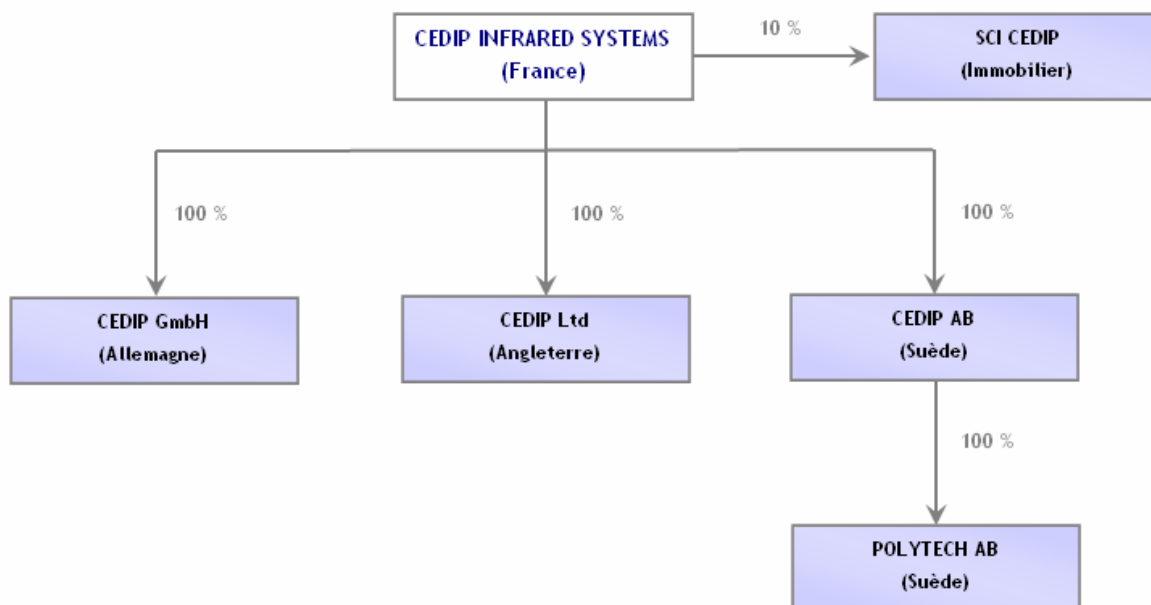 CEDIP INFRARED SYSTEMS
(France)
10 %
SCI CEDIP
(Immobilier)
100 %
100 %
100 %
CEDIP GmbH
(Allemagne)
CEDIP Ltd
(Angleterre)
CEDIP AB
(Suède)
100 %
POLYTECH AB
(Suède)